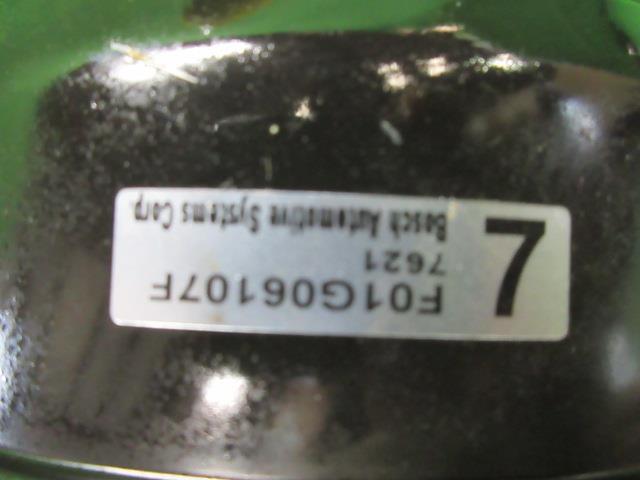 7
Bosch Automotive Systems Corp.
7621
F01G06107F